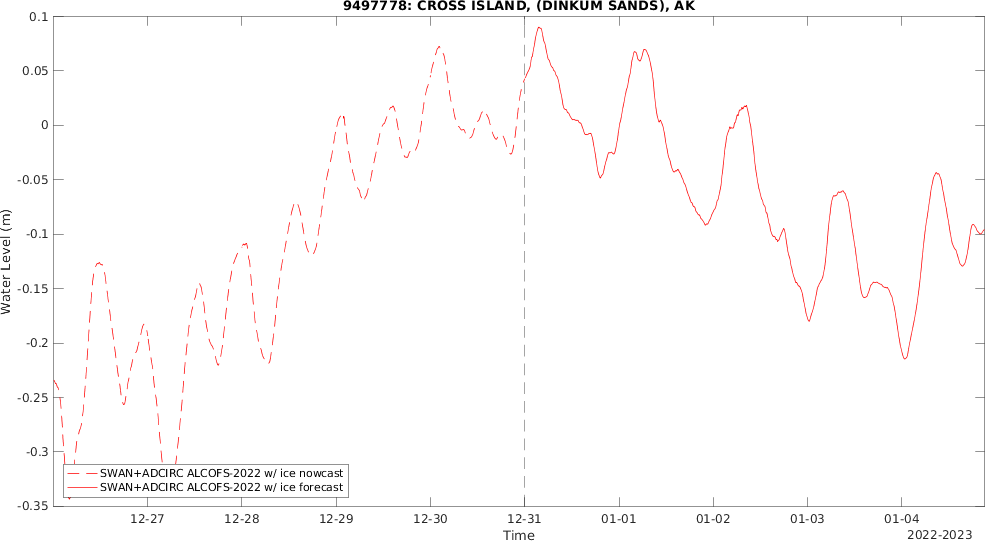 9497778: CROSS ISLAND, (DINKUM SANDS), AK
0.1
0.05
0
-0.05
-0.1
-0.15
-0.2
-0.25
-0.3
-0.35
Water Level (m)
SWAN+ADCIRC ALCOFS-2022 w/ ice nowcast
SWAN+ADCIRC ALCOFS-2022 w/ ice forecast
12-27 12-28 12-29 12-30 12-31 01-01 01-02 01-03 01-04
Time
2022-2023